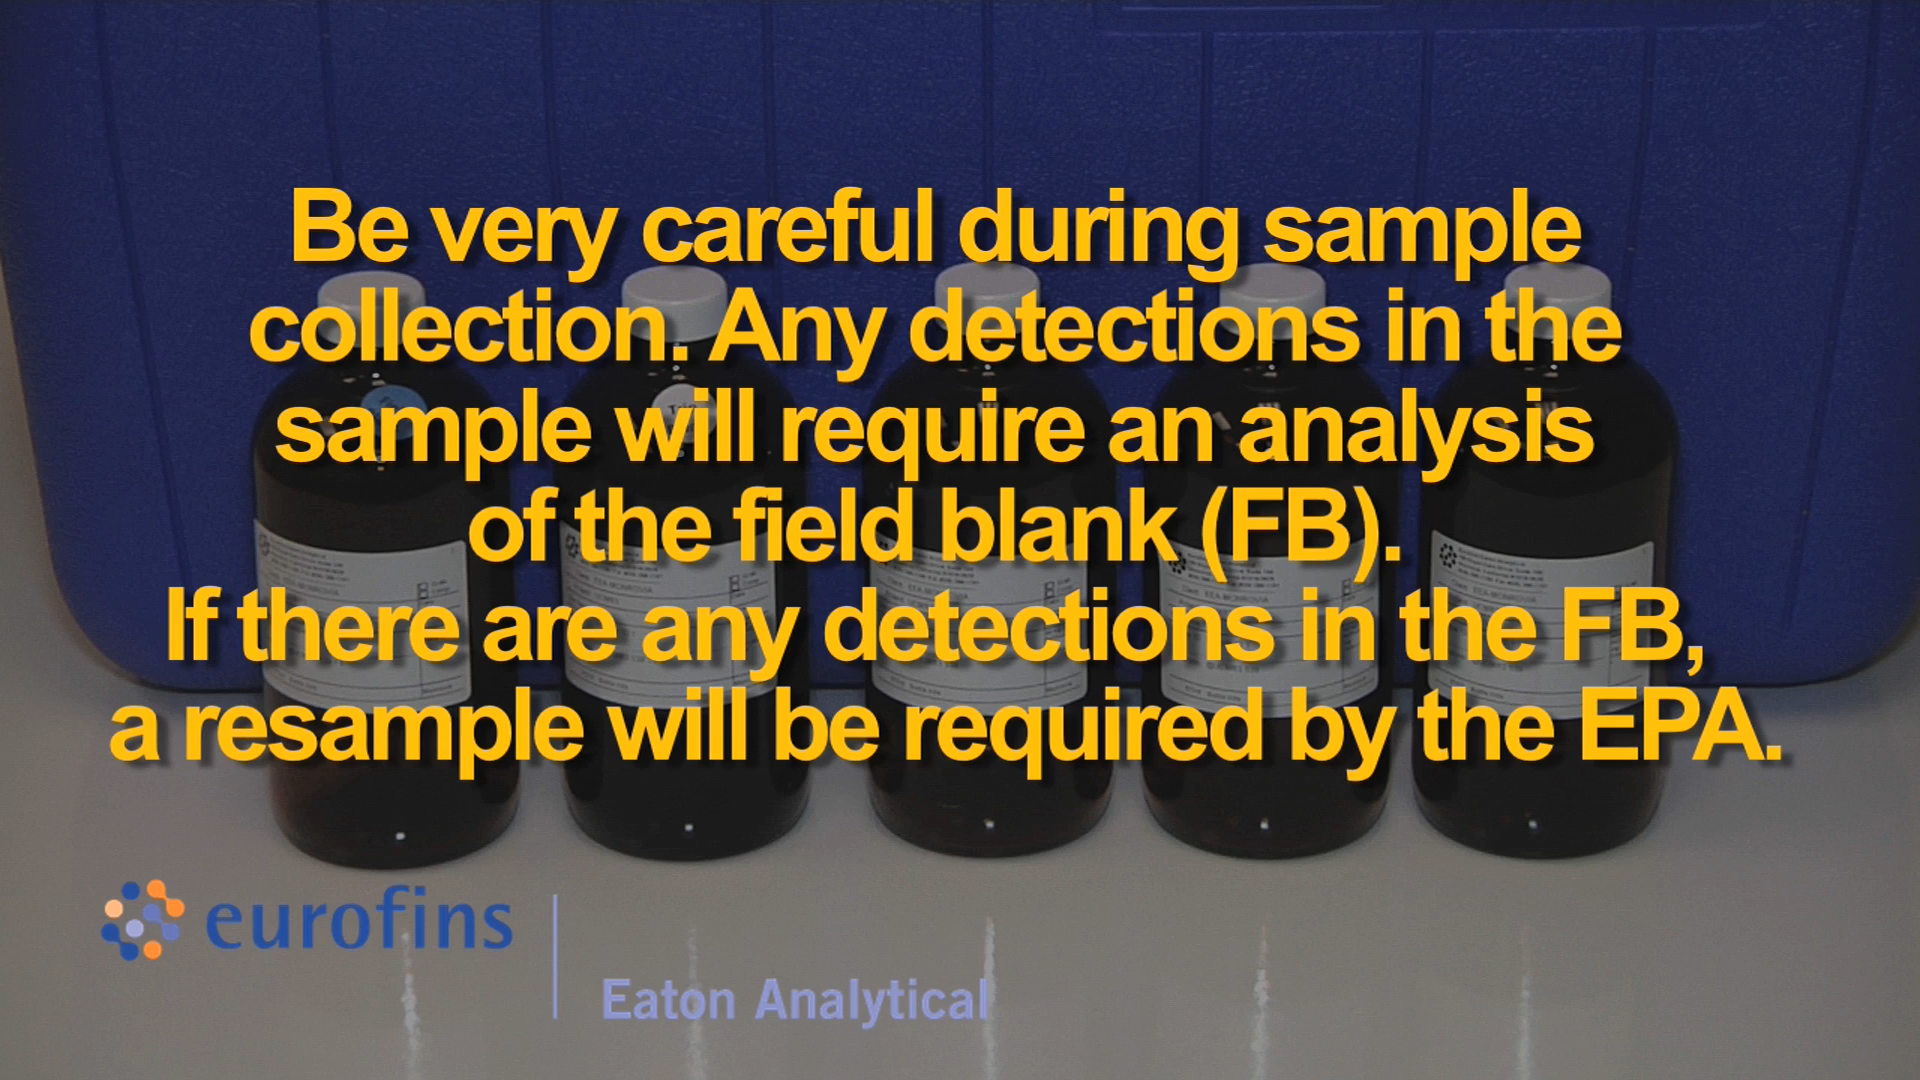 Be very careful during sample
collection. Any detections in the
sample will require an analysis
of the field blank (FB).
If there are any detections in the FB,
a resample will be required by the EPA.
eurofins
Eaton Analytical